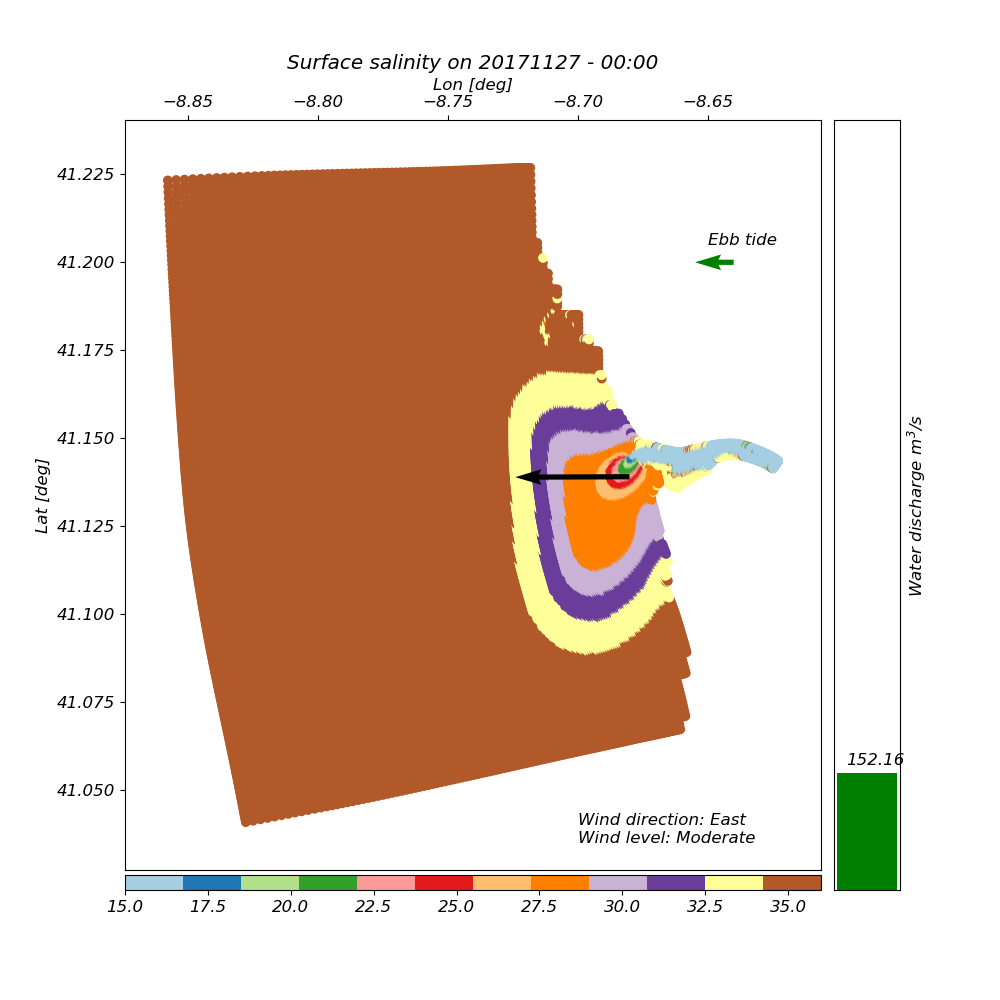 Surface salinity on 20171127 - 00:00
Lon [deg]
−8.85 −8.80 −8.75 −8.70 −8.65
41.225
41.200
41.175
41.150
41.125
41.100
41.075
41.050
Lat [deg]
Ebb tide
Wind direction: East
Wind level: Moderate
152.16
Water discharge m³/s
15.0 17.5 20.0 22.5 25.0 27.5 30.0 32.5 35.0